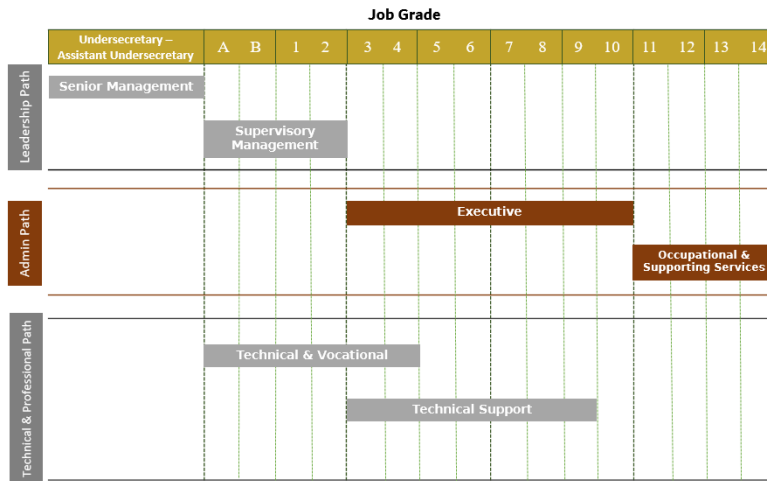 Job Grade
Undersecretary –
Assistant Undersecretary
A B 1 2 3 4 5 6 7 8 9 10 11 12 13 14
Leadership Path
Senior Management
Supervisory
Management
Admin Path
Executive
Occupational &
Supporting Services
Technical & Professional Path
Technical & Vocational
Technical Support